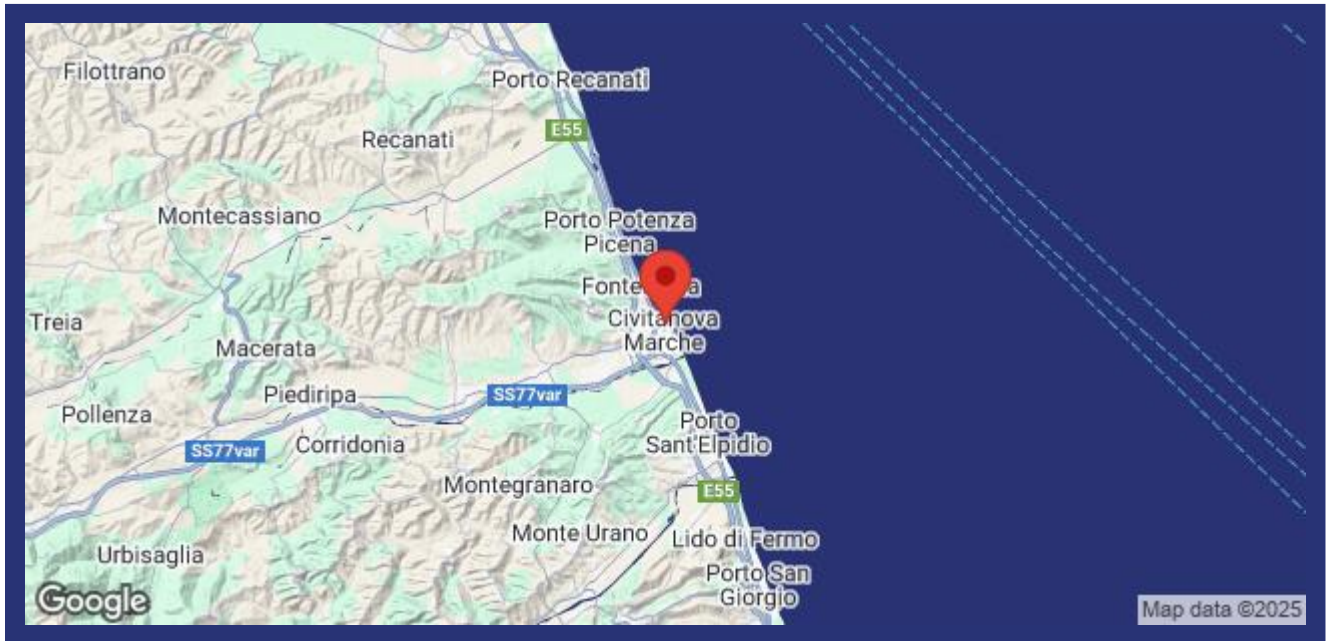 Filottrano
Porto Recanati
E55
Recanati
Montecassiano
Porto Potenza
Picena
Civitanova
Marche
Treia
Macerata
Piediripa
SS77var
Pollenza
Porto
Sant'Elpidio
Corridonia
SS77var
Montegranaro
E55
Monte Urano
Lido di Fermo
Urbisaglia
Porto San
Giorgio
Google
Map data ©2025